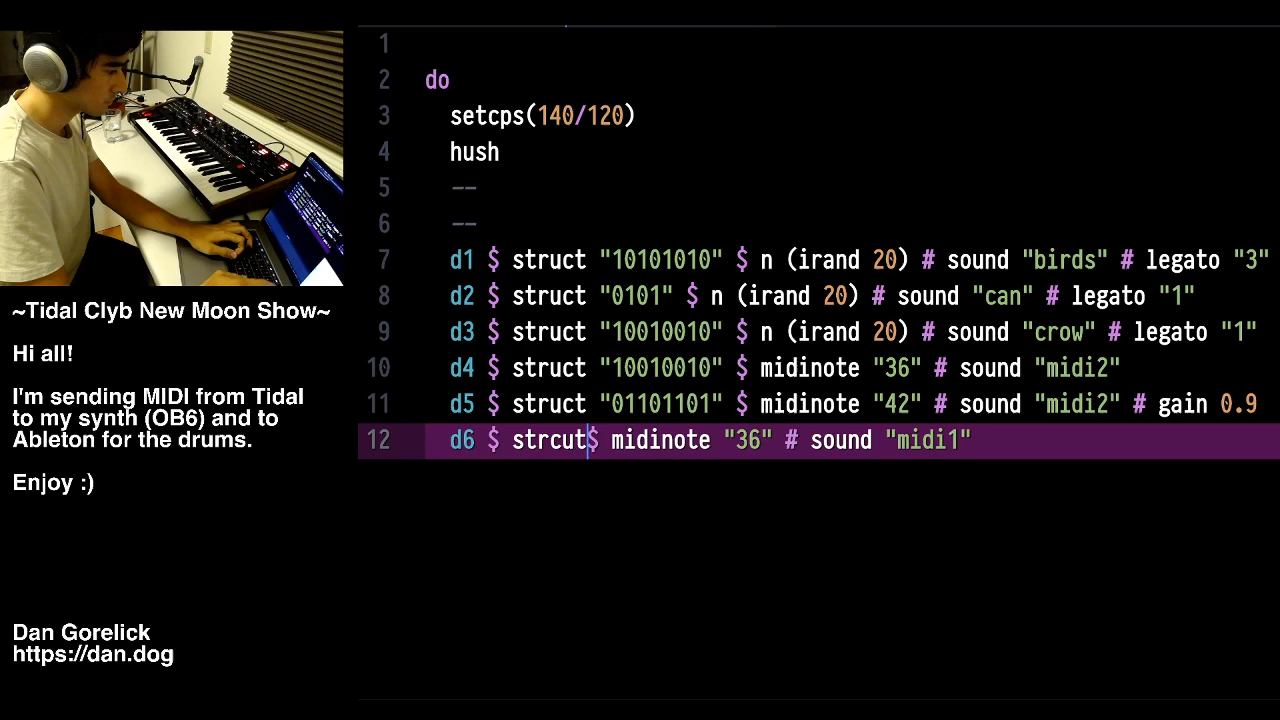 ~Tidal Clyb New Moon Show~
Hi all!
I'm sending MIDI from Tidal
to my synth (OB6) and to
Ableton for the drums.
Enjoy :)
Dan Gorelick
https://dan.dog
1
2 do
3 setcps(140/120)
4 hush
5 --
6 --
7 d1 $ struct "10101010" $ n (irand 20) # sound "birds" # legato "3"
8 d2 $ struct "0101" $ n (irand 20) # sound "can" # legato "1"
9 d3 $ struct "10010010" $ n (irand 20) # sound "crow" # legato "1"
10 d4 $ struct "10010010" $ midinote "36" # sound "midi2"
11 d5 $ struct "01101101" $ midinote "42" # sound "midi2" # gain 0.9
12 d6 $ strcut$ midinote "36" # sound "midi1"